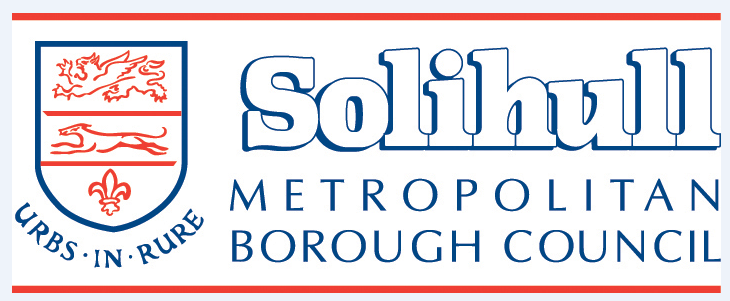 Solihull
METROPOLITAN
BOROUGH COUNCIL
URBS·IN·RURE